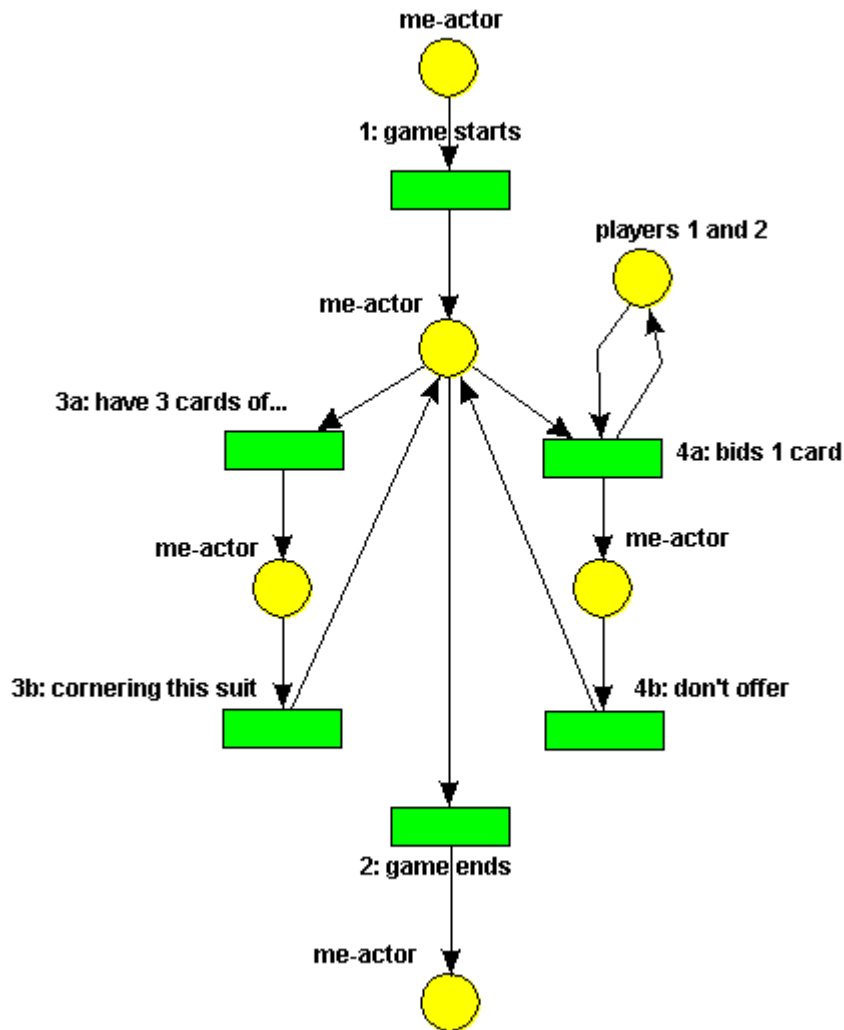 me-actor
1: game starts
players 1 and 2
me-actor
3a: have 3 cards of...
4a: bids 1 card
me-actor
me-actor
3b: cornering this suit
4b: don't offer
2: game ends
me-actor